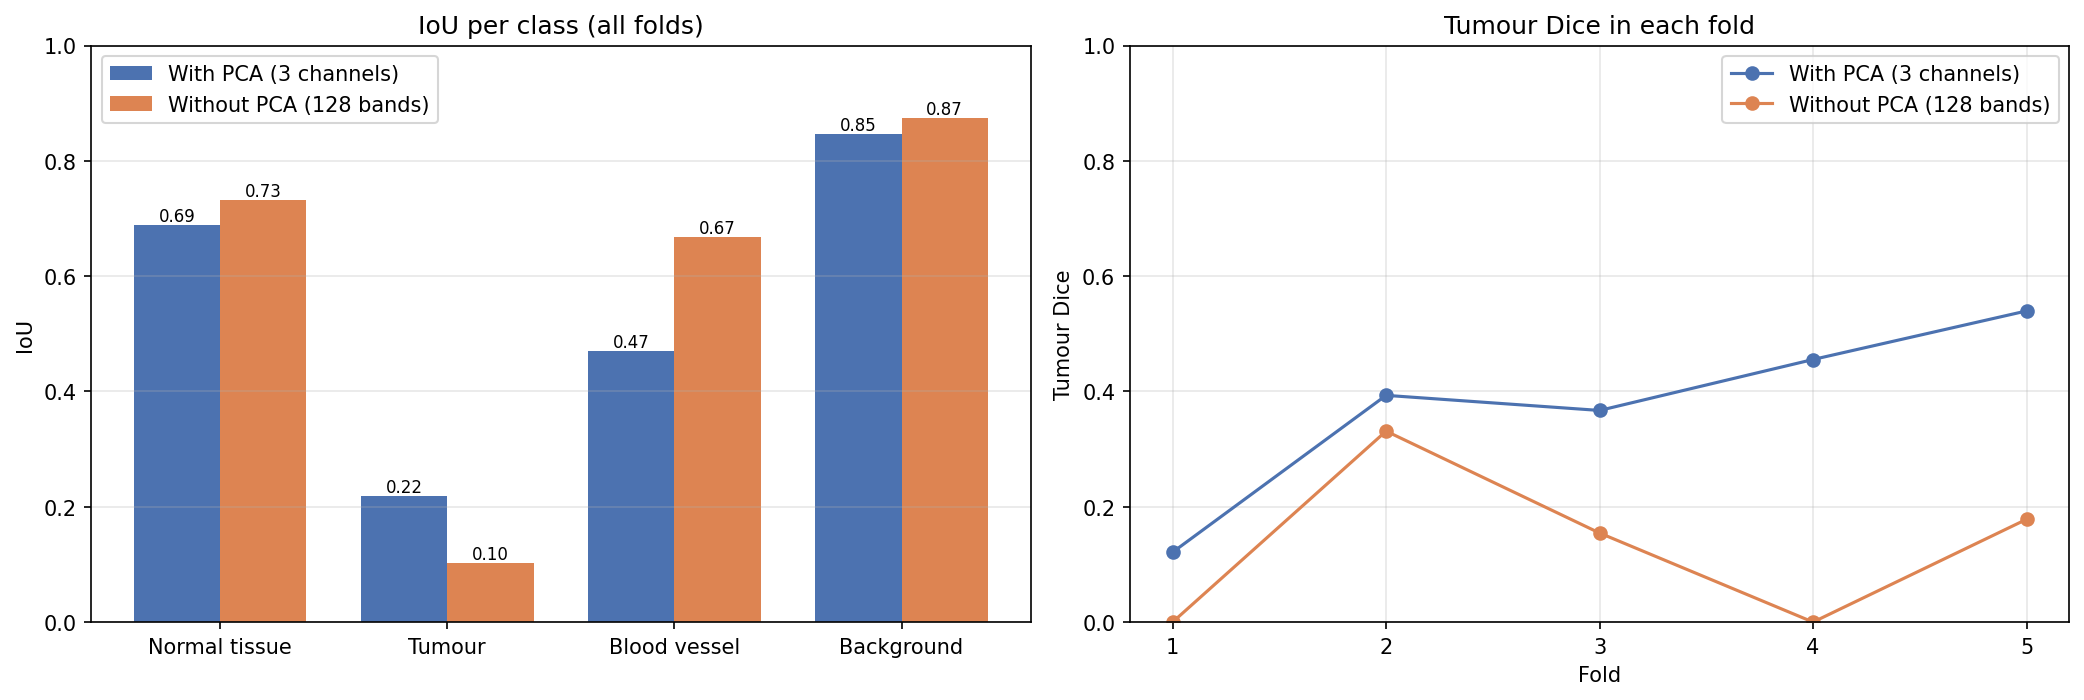 IoU per class (all folds)
With PCA (3 channels)
Without PCA (128 bands)
IoU
1.0
0.8
0.6
0.4
0.2
0.0
0.69
0.73
0.22
0.10
0.47
0.67
0.85
0.87
Normal tissue
Tumour
Blood vessel
Background
Tumour Dice in each fold
With PCA (3 channels)
Without PCA (128 bands)
Tumour Dice
1.0
0.8
0.6
0.4
0.2
0.0
1
2
3
4
5
Fold